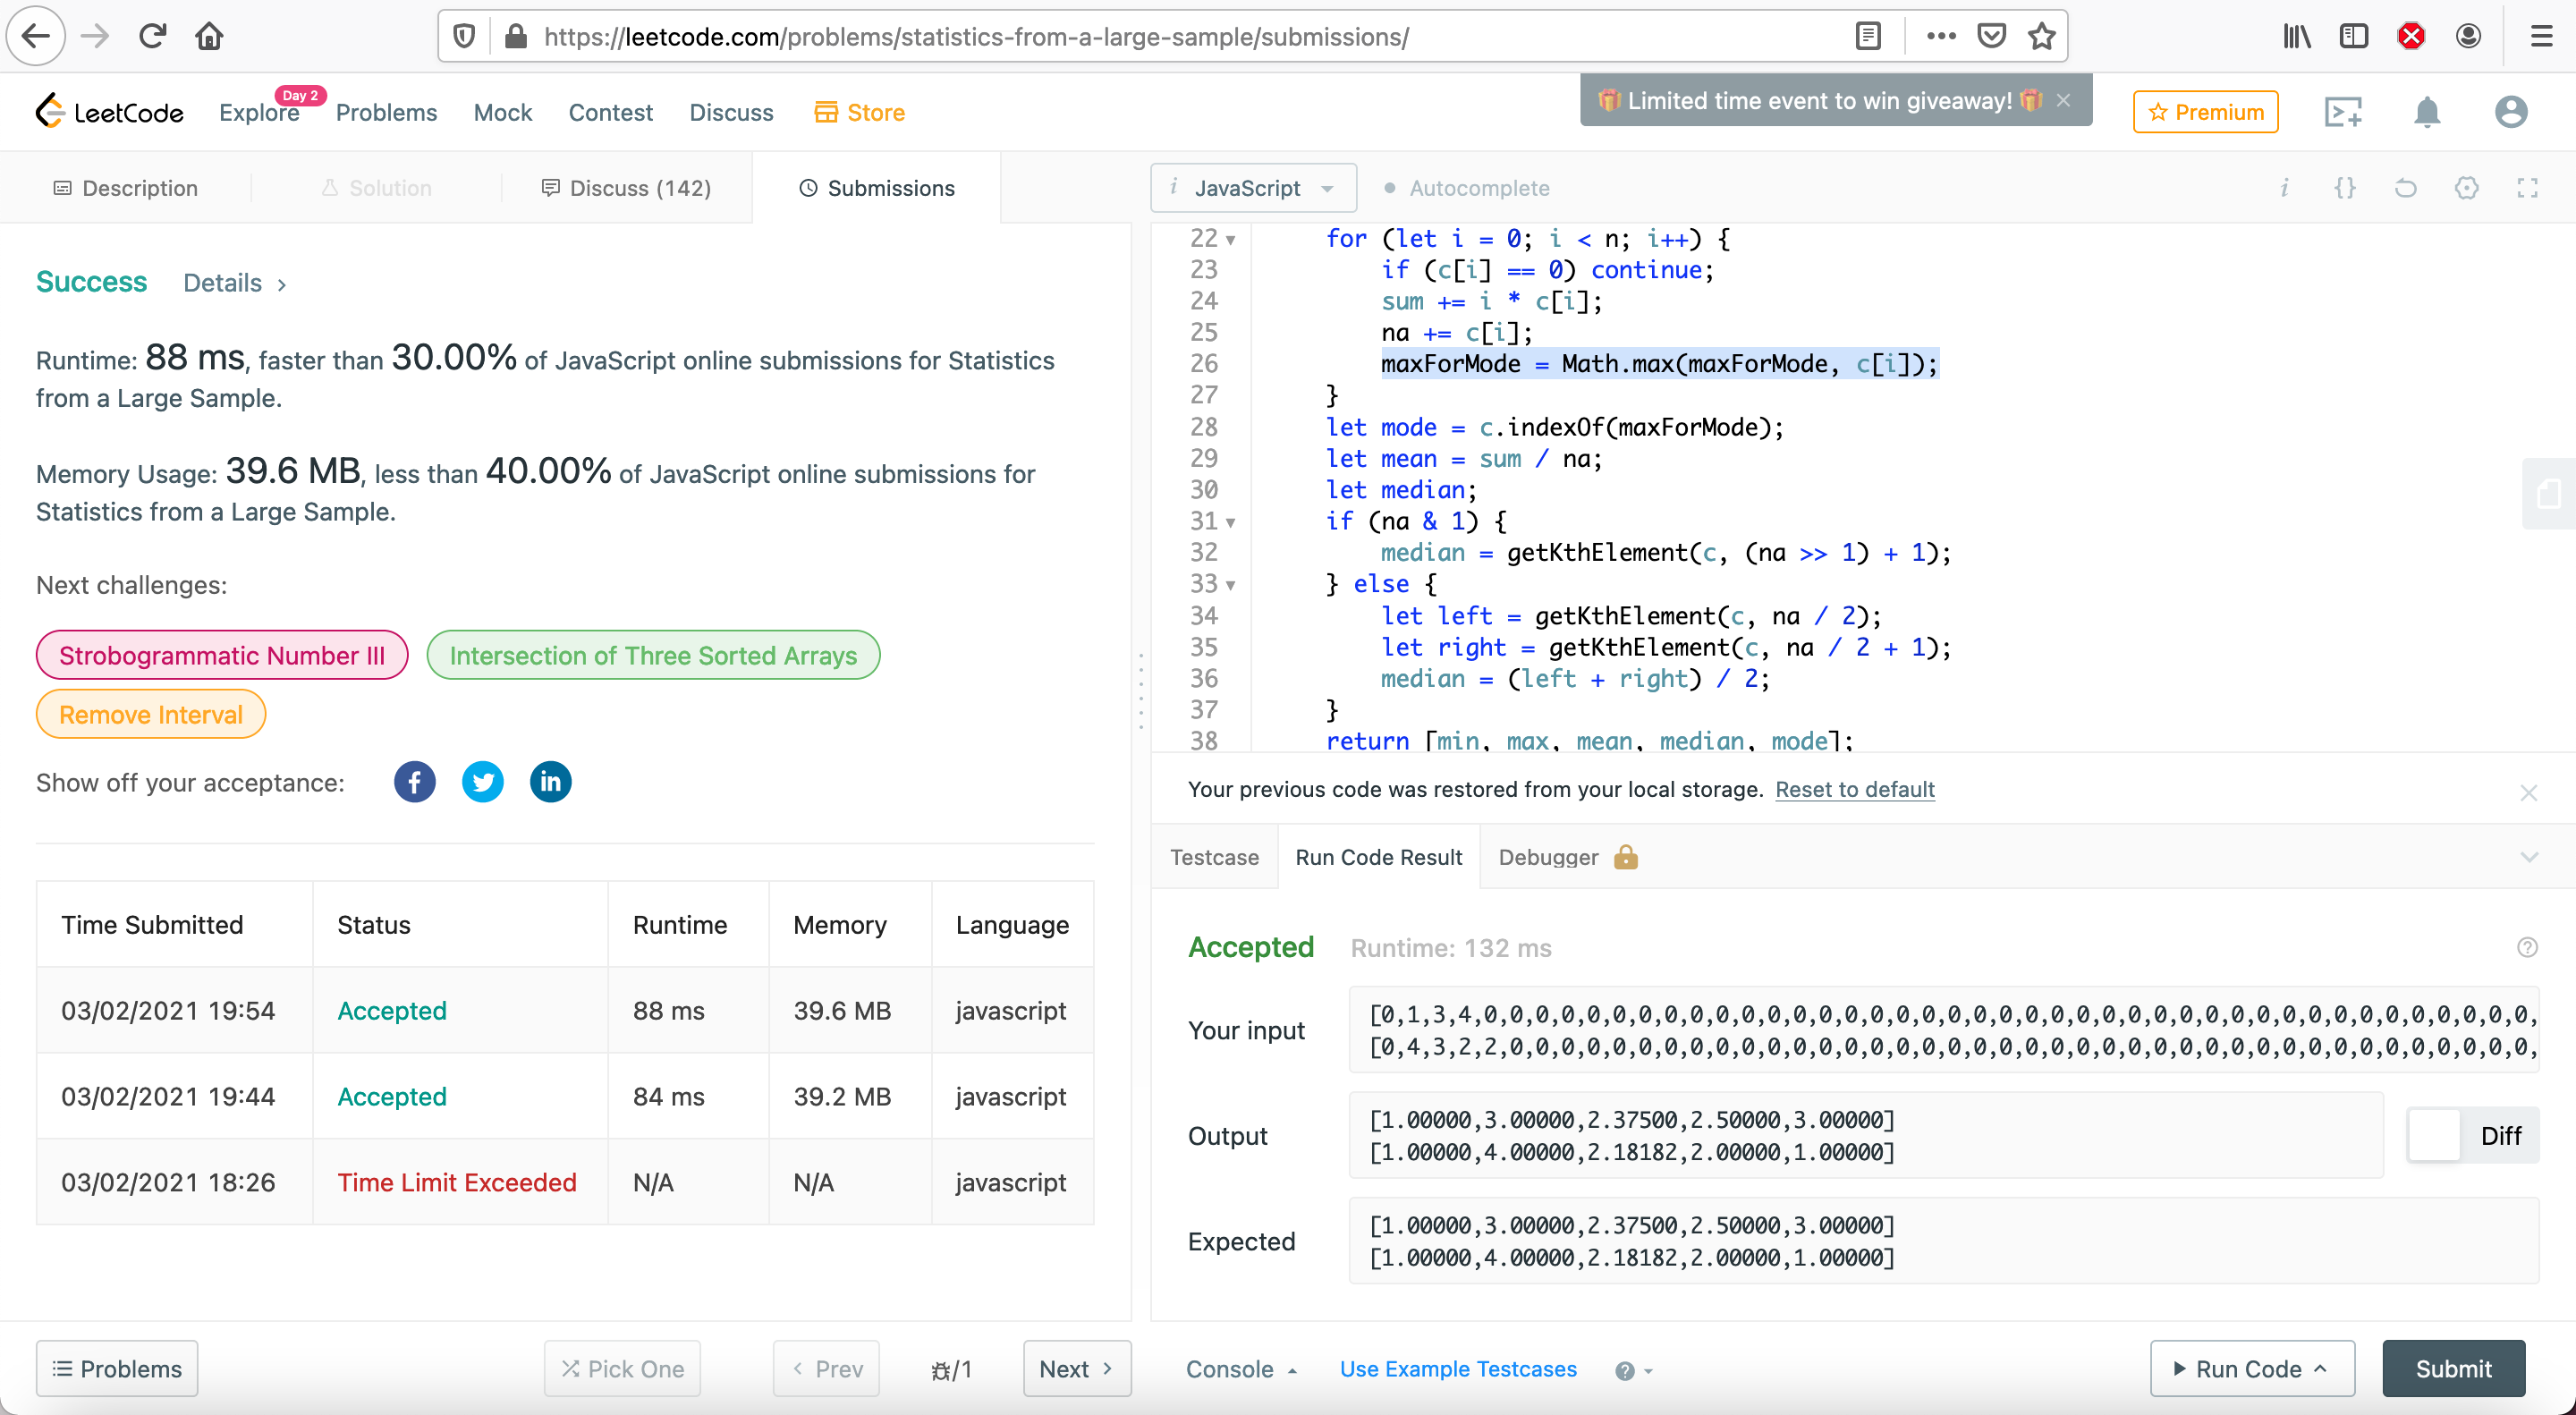 https://leetcode.com/problems/statistics-from-a-large-sample/submissions/
LeetCode
Explore
Day 2
Problems
Mock
Contest
Discuss
Store
Limited time event to win giveaway!
Premium
Description
Solution
Discuss (142)
Submissions
Success Details
Runtime: 88 ms, faster than 30.00% of JavaScript online submissions for Statistics
from a Large Sample.
Memory Usage: 39.6 MB, less than 40.00% of JavaScript online submissions for
Statistics from a Large Sample.
Next challenges:
Strobogrammatic Number III
Intersection of Three Sorted Arrays
Remove Interval
Show off your acceptance:
Time Submitted Status Runtime Memory Language
03/02/2021 19:54 Accepted 88 ms 39.6 MB javascript
03/02/2021 19:44 Accepted 84 ms 39.2 MB javascript
03/02/2021 18:26 Time Limit Exceeded N/A N/A javascript
Problems
Pick One
Prev
/1
Next
i JavaScript
Autocomplete
22 for (let i = 0; i < n; i++) {
23 if (c[i] == 0) continue;
24 sum += i * c[i];
25 na += c[i];
26 maxForMode = Math.max(maxForMode, c[i]);
27 }
28 let mode = c.indexOf(maxForMode);
29 let mean = sum / na;
30 let median;
31 if (na & 1) {
32 median = getKthElement(c, (na >> 1) + 1);
33 } else {
34 let left = getKthElement(c, na / 2);
35 let right = getKthElement(c, na / 2 + 1);
36 median = (left + right) / 2;
37 }
38 return [min, max, mean, median, mode];
Your previous code was restored from your local storage. Reset to default
Testcase
Run Code Result
Debugger
Accepted Runtime: 132 ms
Your input
[0,1,3,4,0,0,0,0,0,0,0,0,0,0,0,0,0,0,0,0,0,0,0,0,0,0,0,0,0,0,0,0,0,0,0,0,0,0,0,0,0,0,0,0,0,
[0,4,3,2,2,0,0,0,0,0,0,0,0,0,0,0,0,0,0,0,0,0,0,0,0,0,0,0,0,0,0,0,0,0,0,0,0,0,0,0,0,0,0,0,0,
Output
[1.00000,3.00000,2.37500,2.50000,3.00000]
[1.00000,4.00000,2.18182,2.00000,1.00000]
Diff
Expected
[1.00000,3.00000,2.37500,2.50000,3.00000]
[1.00000,4.00000,2.18182,2.00000,1.00000]
Console
Use Example Testcases
Run Code
Submit